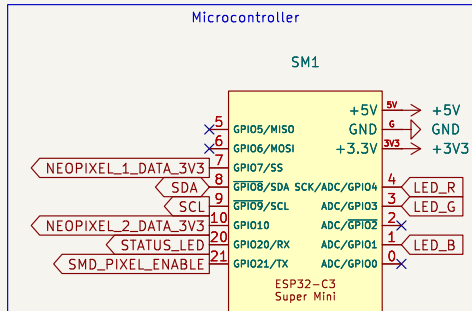 Microcontroller
SM1
+5V 5V +5V
5 GPIO5/MISO GND G GND
6 GPIO6/MOSI +3.3V 3V3 +3V3
NEOPIXEL_1_DATA_3V3 7 GPIO07/SS
SDA 8 GPIO8/SDA SCK/ADC/GPIO4 4 LED_R
SCL 9 GPIO9/SCL ADC/GPIO3 3 LED_G
NEOPIXEL_2_DATA_3V3 10 GPIO10 ADC/GPIO2 2
STATUS_LED 20 GPIO20/RX ADC/GPIO1 1 LED_B
SMD_PIXEL_ENABLE 21 GPIO21/TX ADC/GPIO0 0
ESP32-C3
Super Mini